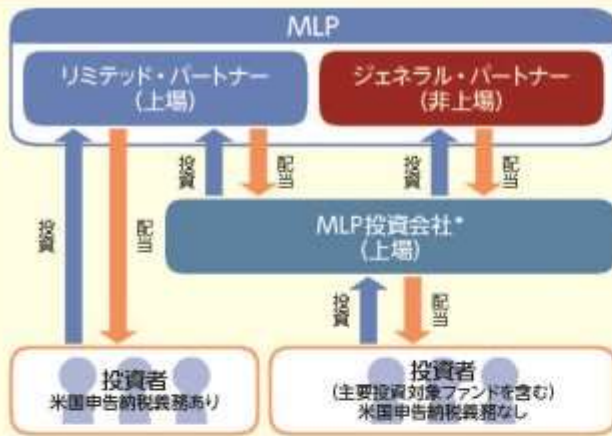 MLP
リミテッド・パートナー
(上場)
ジェネラル・パートナー
(非上場)
投資
配当
投資
配当
投資
配当
MLP投資会社*
(上場)
投資
配当
投資者
米国申告納税義務あり
投資者
(主要投資対象ファンドを含む)
米国申告納税義務なし